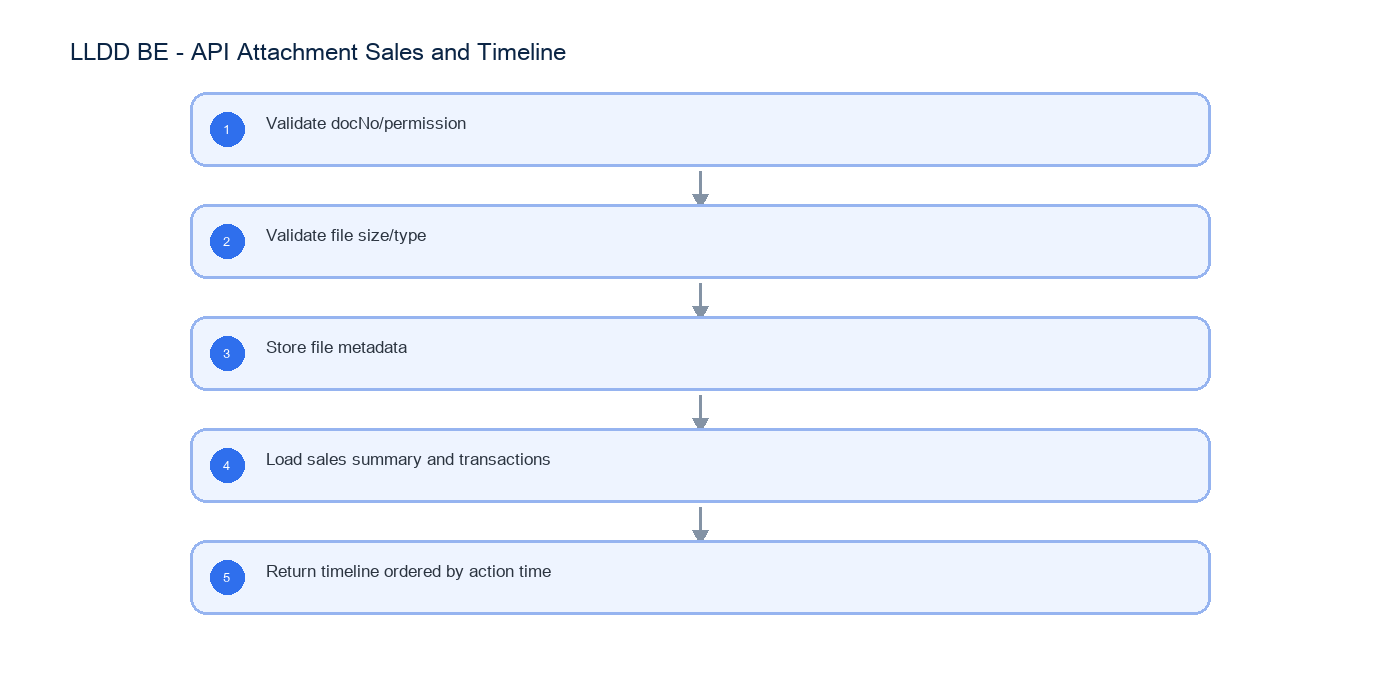 LLDD BE - API Attachment Sales and Timeline
1 Validate docNo/permission
2 Validate file size/type
3 Store file metadata
4 Load sales summary and transactions
5 Return timeline ordered by action time